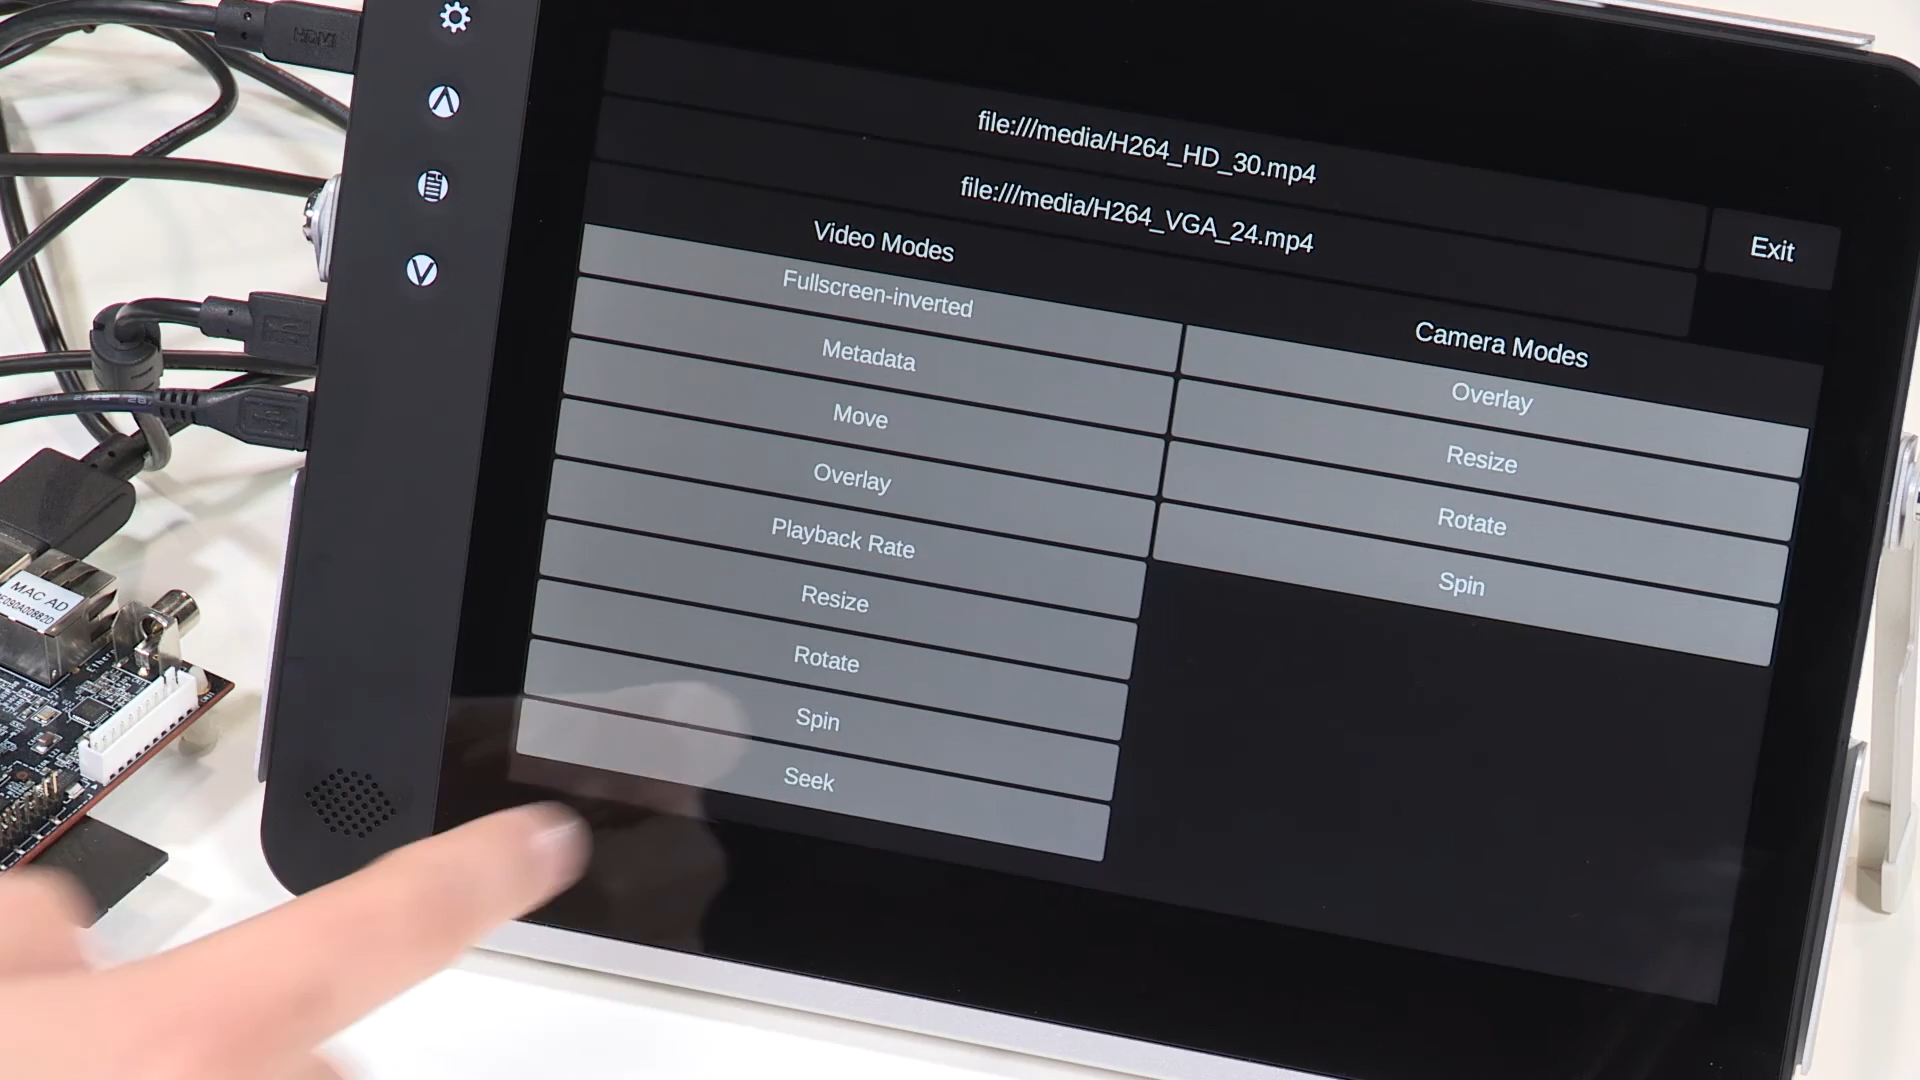 HDMI
file:///media/H264_HD_30.mp4
file:///media/H264_VGA_24.mp4
Exit
Video Modes
Fullscreen-inverted
Metadata
Move
Overlay
Playback Rate
Resize
Rotate
Spin
Seek
Camera Modes
Overlay
Resize
Rotate
Spin
MAC AD